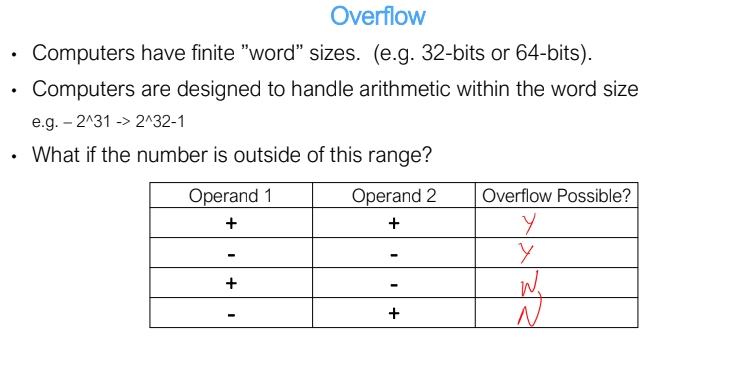 Overflow
• Computers have finite ”word” sizes. (e.g. 32-bits or 64-bits).
• Computers are designed to handle arithmetic within the word size
e.g. – 2^31 -> 2^32-1
• What if the number is outside of this range?
Operand 1 Operand 2 Overflow Possible?
+ + Y
- - Y
+ - N
- + N